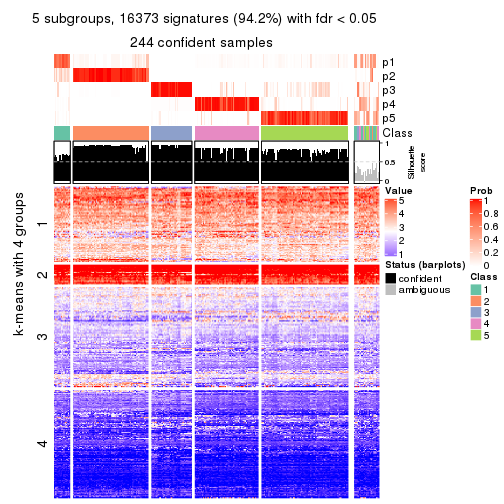 5 subgroups, 16373 signatures (94.2%) with fdr < 0.05
244 confident samples
p1
p2
p3
p4
p5
Class
1
0.5
0
Silhouette
score
k-means with 4 groups
1
2
3
4
Value
5
4
3
2
1
Status (barplots)
confident
ambiguous
Prob
1
0.8
0.6
0.4
0.2
0
Class
1
2
3
4
5